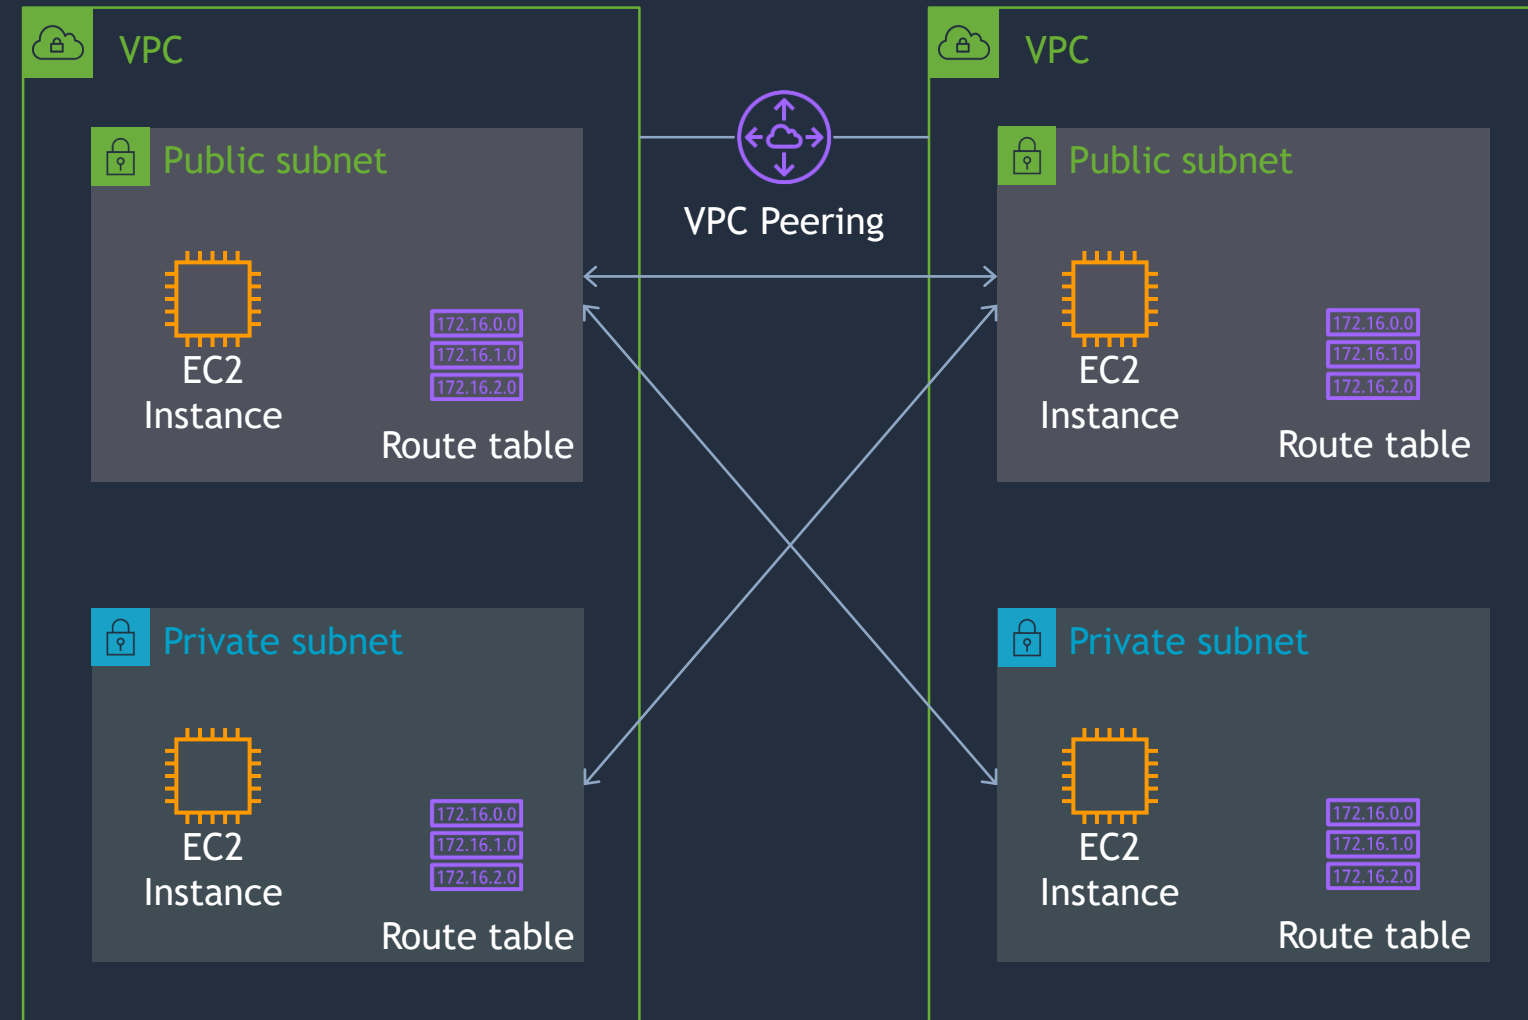 VPC
Public subnet
EC2
Instance
172.16.0.0
172.16.1.0
172.16.2.0
Route table
Private subnet
EC2
Instance
172.16.0.0
172.16.1.0
172.16.2.0
Route table
VPC Peering
VPC
Public subnet
EC2
Instance
172.16.0.0
172.16.1.0
172.16.2.0
Route table
Private subnet
EC2
Instance
172.16.0.0
172.16.1.0
172.16.2.0
Route table